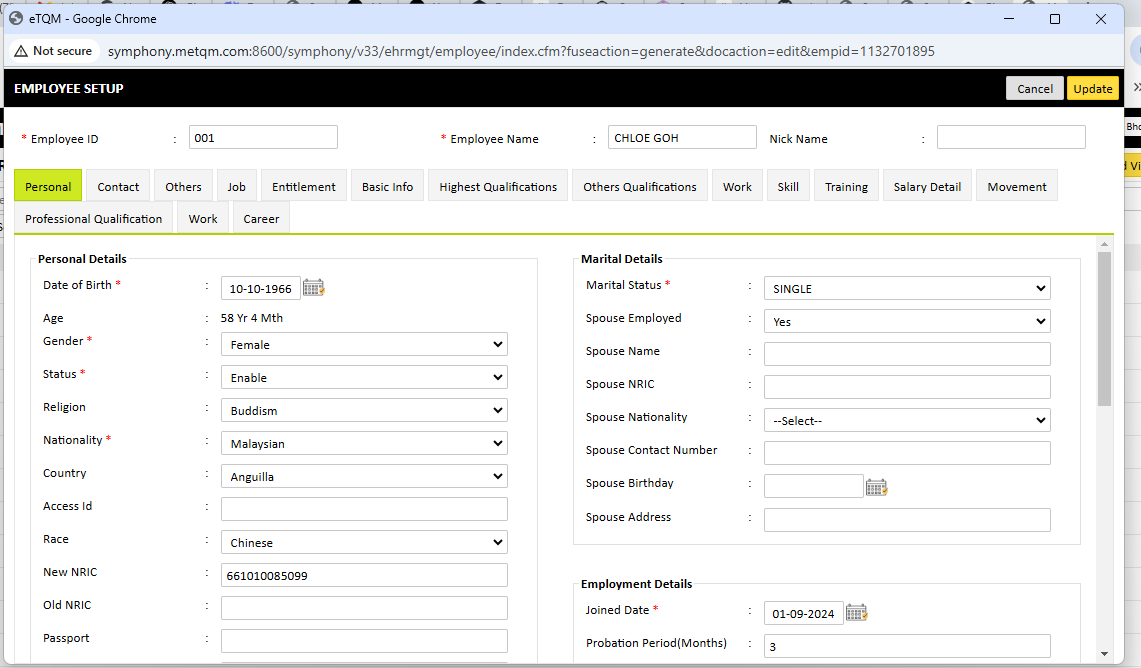 eTQM - Google Chrome
Not secure symphony.metqm.com:8600/symphony/v33/ehrmgt/employee/index.cfm?fuseaction=generate&docaction=edit&empid=1132701895
EMPLOYEE SETUP Cancel Update
* Employee ID : 001 * Employee Name : CHLOE GOH Nick Name :
Personal Contact Others Job Entitlement Basic Info Highest Qualifications Others Qualifications Work Skill Training Salary Detail Movement
Professional Qualification Work Career
Personal Details
Date of Birth * : 10-10-1966
Age : 58 Yr 4 Mth
Gender * : Female
Status * : Enable
Religion : Buddism
Nationality * : Malaysian
Country : Anguilla
Access Id :
Race : Chinese
New NRIC : 661010085099
Old NRIC :
Passport :
Marital Details
Marital Status * : SINGLE
Spouse Employed : Yes
Spouse Name :
Spouse NRIC :
Spouse Nationality : --Select--
Spouse Contact Number :
Spouse Birthday :
Spouse Address :
Employment Details
Joined Date * : 01-09-2024
Probation Period(Months) : 3